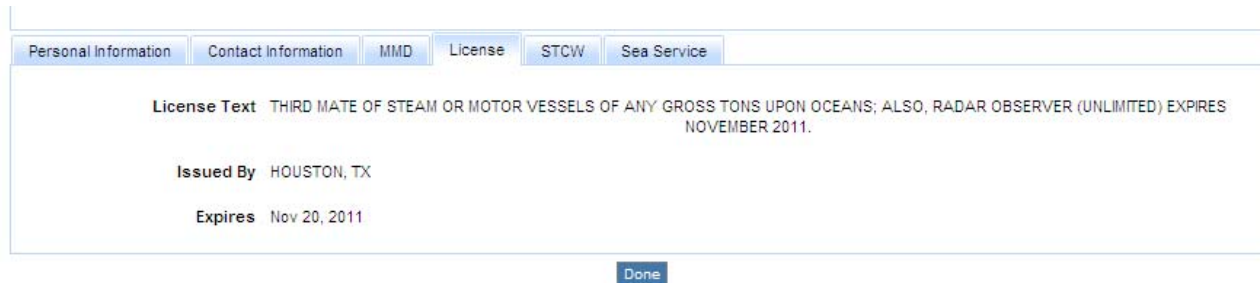 Personal Information Contact Information MMD License STCW Sea Service
License Text THIRD MATE OF STEAM OR MOTOR VESSELS OF ANY GROSS TONS UPON OCEANS; ALSO, RADAR OBSERVER (UNLIMITED) EXPIRES
NOVEMBER 2011.
Issued By HOUSTON, TX
Expires Nov 20, 2011
Done